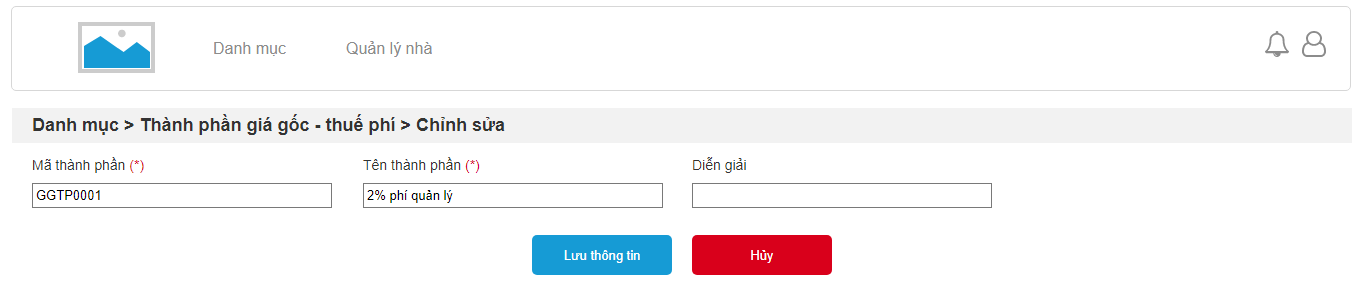 Danh mục Quản lý nhà
Danh mục > Thành phần giá gốc - thuế phí > Chỉnh sửa
Mã thành phần (*) Tên thành phần (*) Diễn giải
GGTP0001 2% phí quản lý
Lưu thông tin Hủy